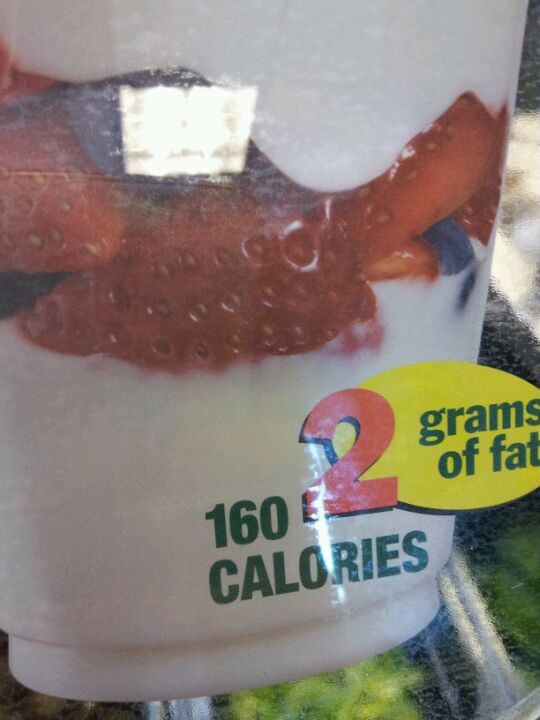 2 grams
of fat
160
CALORIES